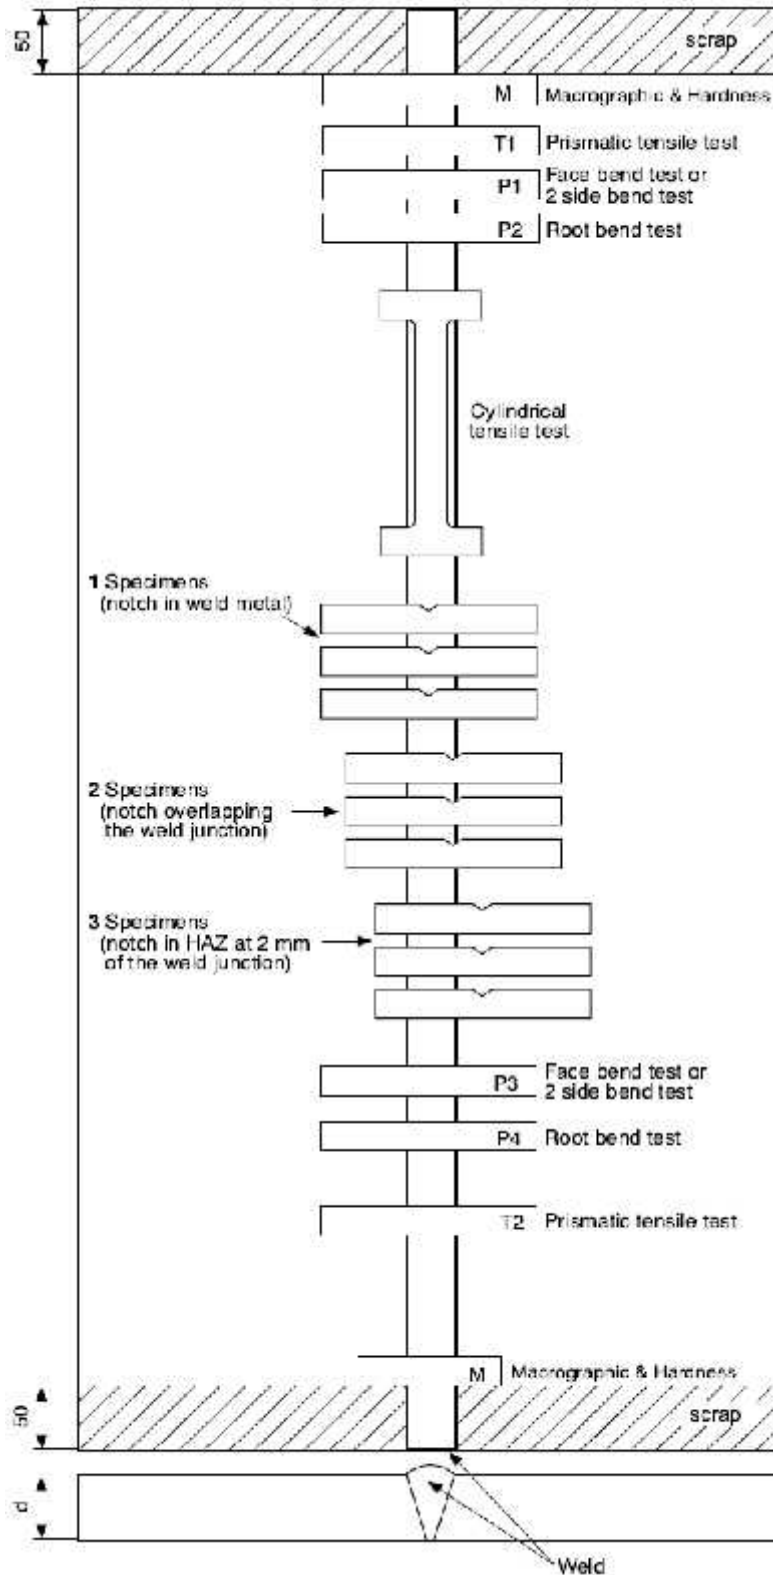 50
scrap
M
Macrographic & Hardness
T1
Prismatic tensile test
P1
Face bend test or
2 side bend test
P2
Root bend test
Cylindrical
tensile test
1 Specimens
(notch in weld metal)
2 Specimens
(notch overlapping
the weld junction)
3 Specimens
(notch in HAZ at 2 mm
of the weld junction)
P3
Face bend test or
2 side bend test
P4
Root bend test
T2
Prismatic tensile test
M
Macrographic & Hardness
50
scrap
d
Weld